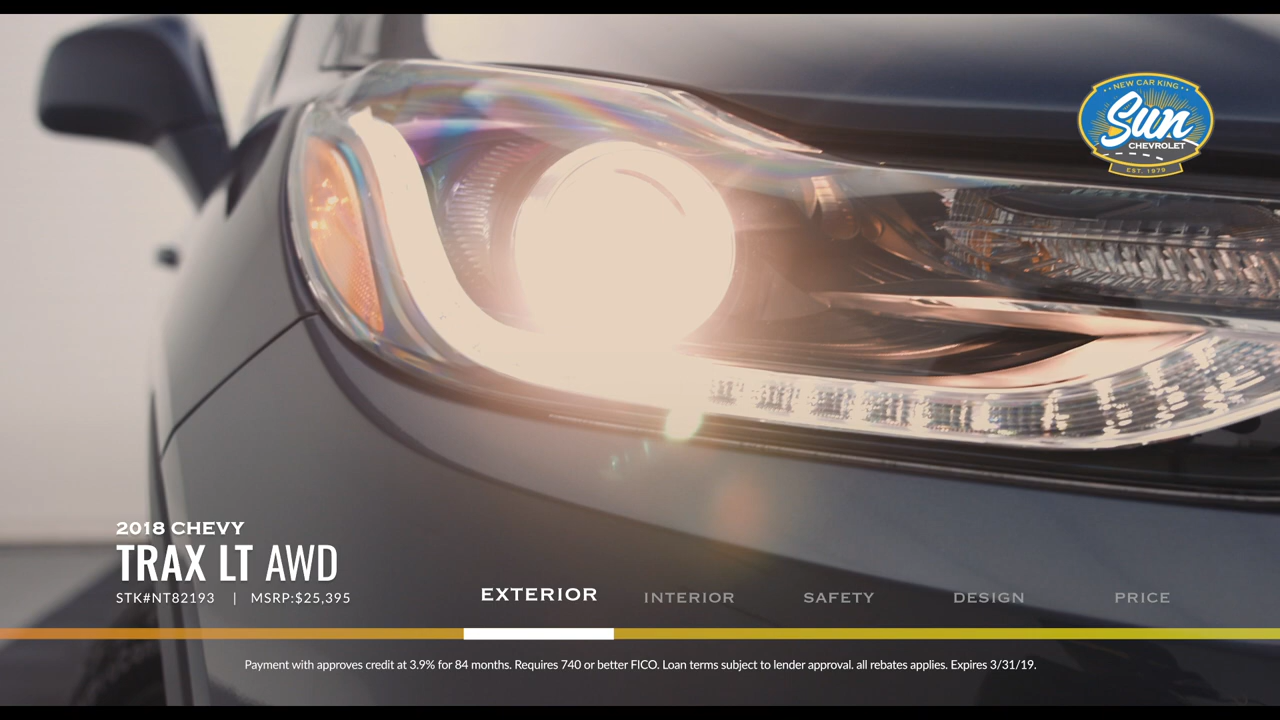 NEW CAR KING
Sun
CHEVROLET
EST. 1979
2018 CHEVY
TRAX LT AWD
STK#NT82193 | MSRP:$25,395
EXTERIOR INTERIOR SAFETY DESIGN PRICE
Payment with approves credit at 3.9% for 84 months. Requires 740 or better FICO. Loan terms subject to lender approval. all rebates applies. Expires 3/31/19.